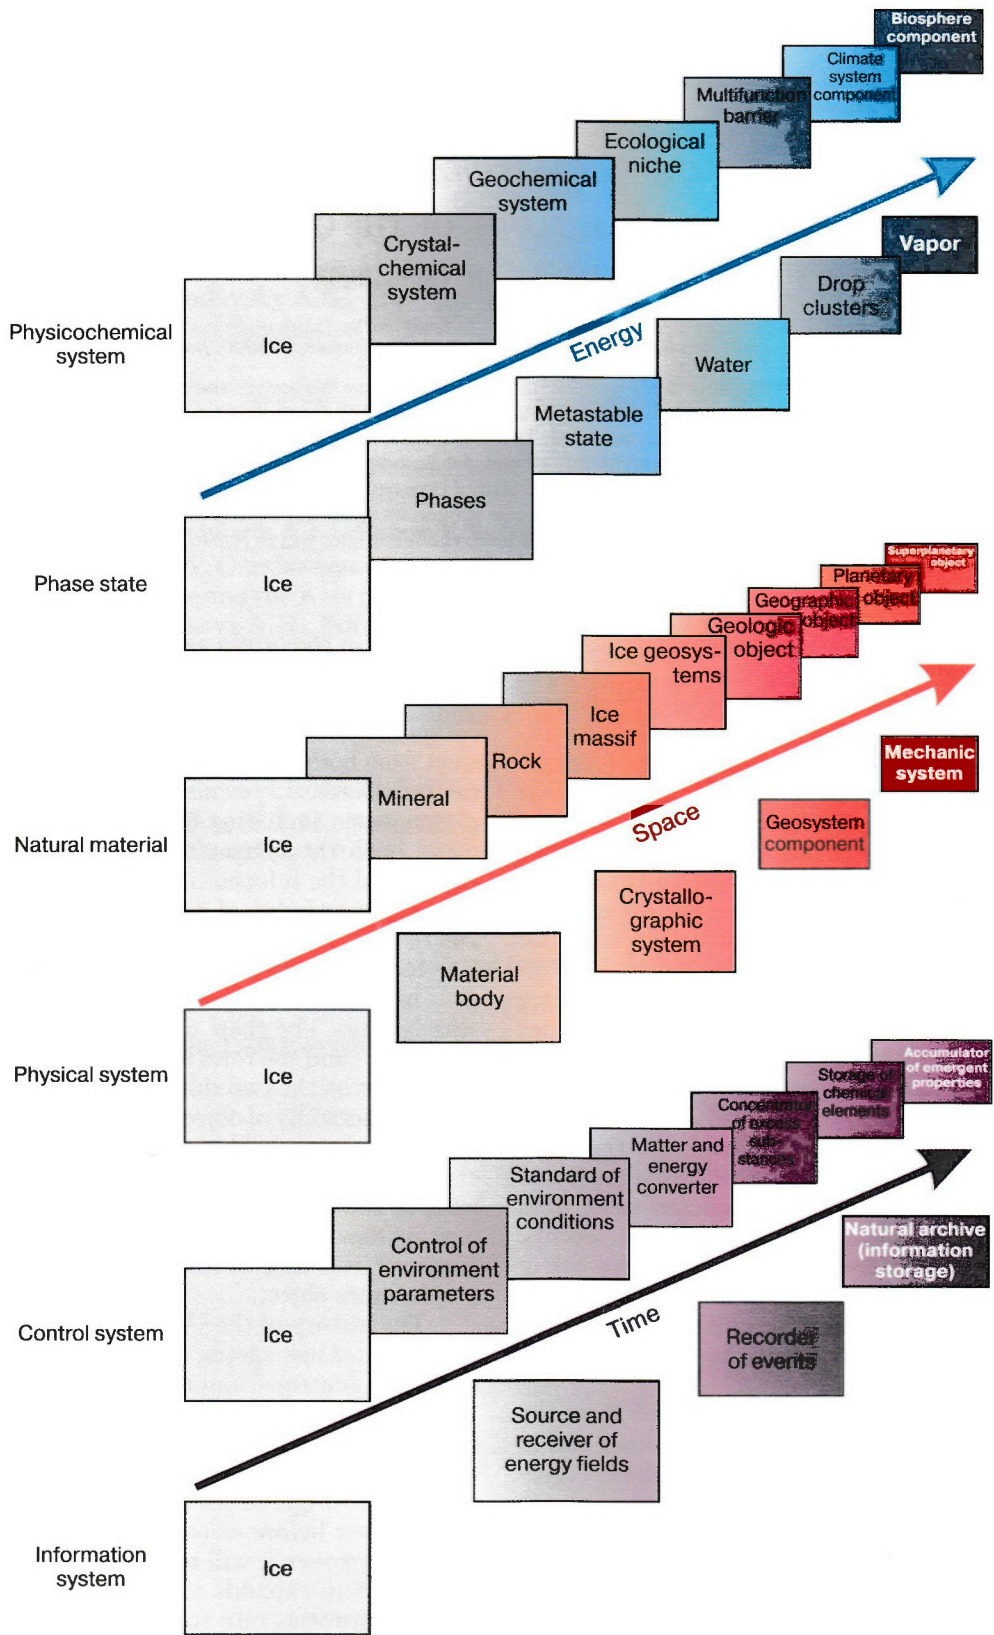 Biosphere
component
Climate
system
component
Multifunction
barrier
Ecological
niche
Geochemical
system
Crystal-
chemical
system
Ice
Physicochemical
system
Energy
Vapor
Drop
clusters
Water
Metastable
state
Phases
Ice
Phase state
Superplanetary
object
Planetary
object
Geographic
object
Geologic
object
Ice geosys-
tems
Ice
massif
Rock
Mineral
Ice
Natural material
Space
Mechanic
system
Geosystem
component
Crystallo-
graphic
system
Material
body
Ice
Physical system
Accumulator
of emergent
properties
Storage of
chemical
elements
Concentrator
of excess
sub-
stances
Matter and
energy
converter
Standard of
environment
conditions
Control of
environment
parameters
Ice
Control system
Time
Natural archive
(information
storage)
Recorder
of events
Source and
receiver of
energy fields
Ice
Information
system